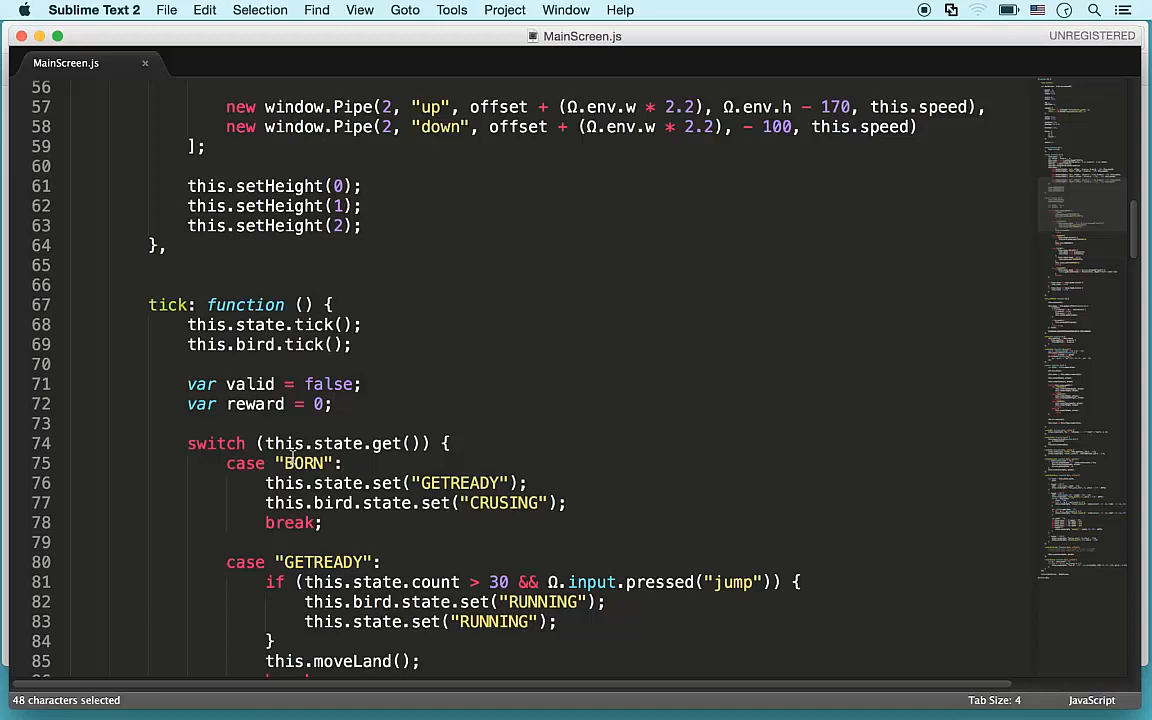 Sublime Text 2 File Edit Selection Find View Goto Tools Project Window Help
MainScreen.js UNREGISTERED
MainScreen.js ×
56
57 new window.Pipe(2, "up", offset + (Ω.env.w * 2.2), Ω.env.h - 170, this.speed),
58 new window.Pipe(2, "down", offset + (Ω.env.w * 2.2), - 100, this.speed)
59 ];
60
61 this.setHeight(0);
62 this.setHeight(1);
63 this.setHeight(2);
64 },
65
66
67 tick: function () {
68 this.state.tick();
69 this.bird.tick();
70
71 var valid = false;
72 var reward = 0;
73
74 switch (this.state.get()) {
75 case "BORN":
76 this.state.set("GETREADY");
77 this.bird.state.set("CRUSING");
78 break;
79
80 case "GETREADY":
81 if (this.state.count > 30 && Ω.input.pressed("jump")) {
82 this.bird.state.set("RUNNING");
83 this.state.set("RUNNING");
84 }
85 this.moveLand();
48 characters selected Tab Size: 4 JavaScript